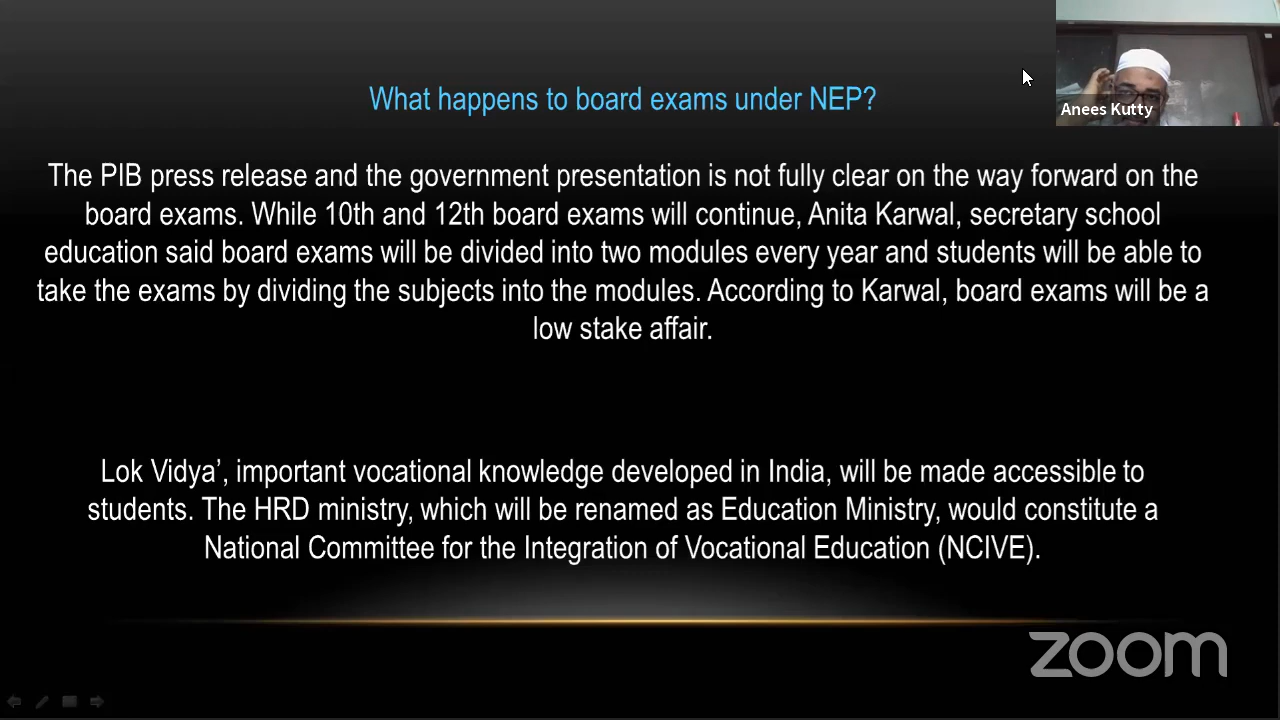 What happens to board exams under NEP?
Anees Kutty
The PIB press release and the government presentation is not fully clear on the way forward on the
board exams. While 10th and 12th board exams will continue, Anita Karwal, secretary school
education said board exams will be divided into two modules every year and students will be able to
take the exams by dividing the subjects into the modules. According to Karwal, board exams will be a
low stake affair.
Lok Vidya’, important vocational knowledge developed in India, will be made accessible to
students. The HRD ministry, which will be renamed as Education Ministry, would constitute a
National Committee for the Integration of Vocational Education (NCIVE).
zoom